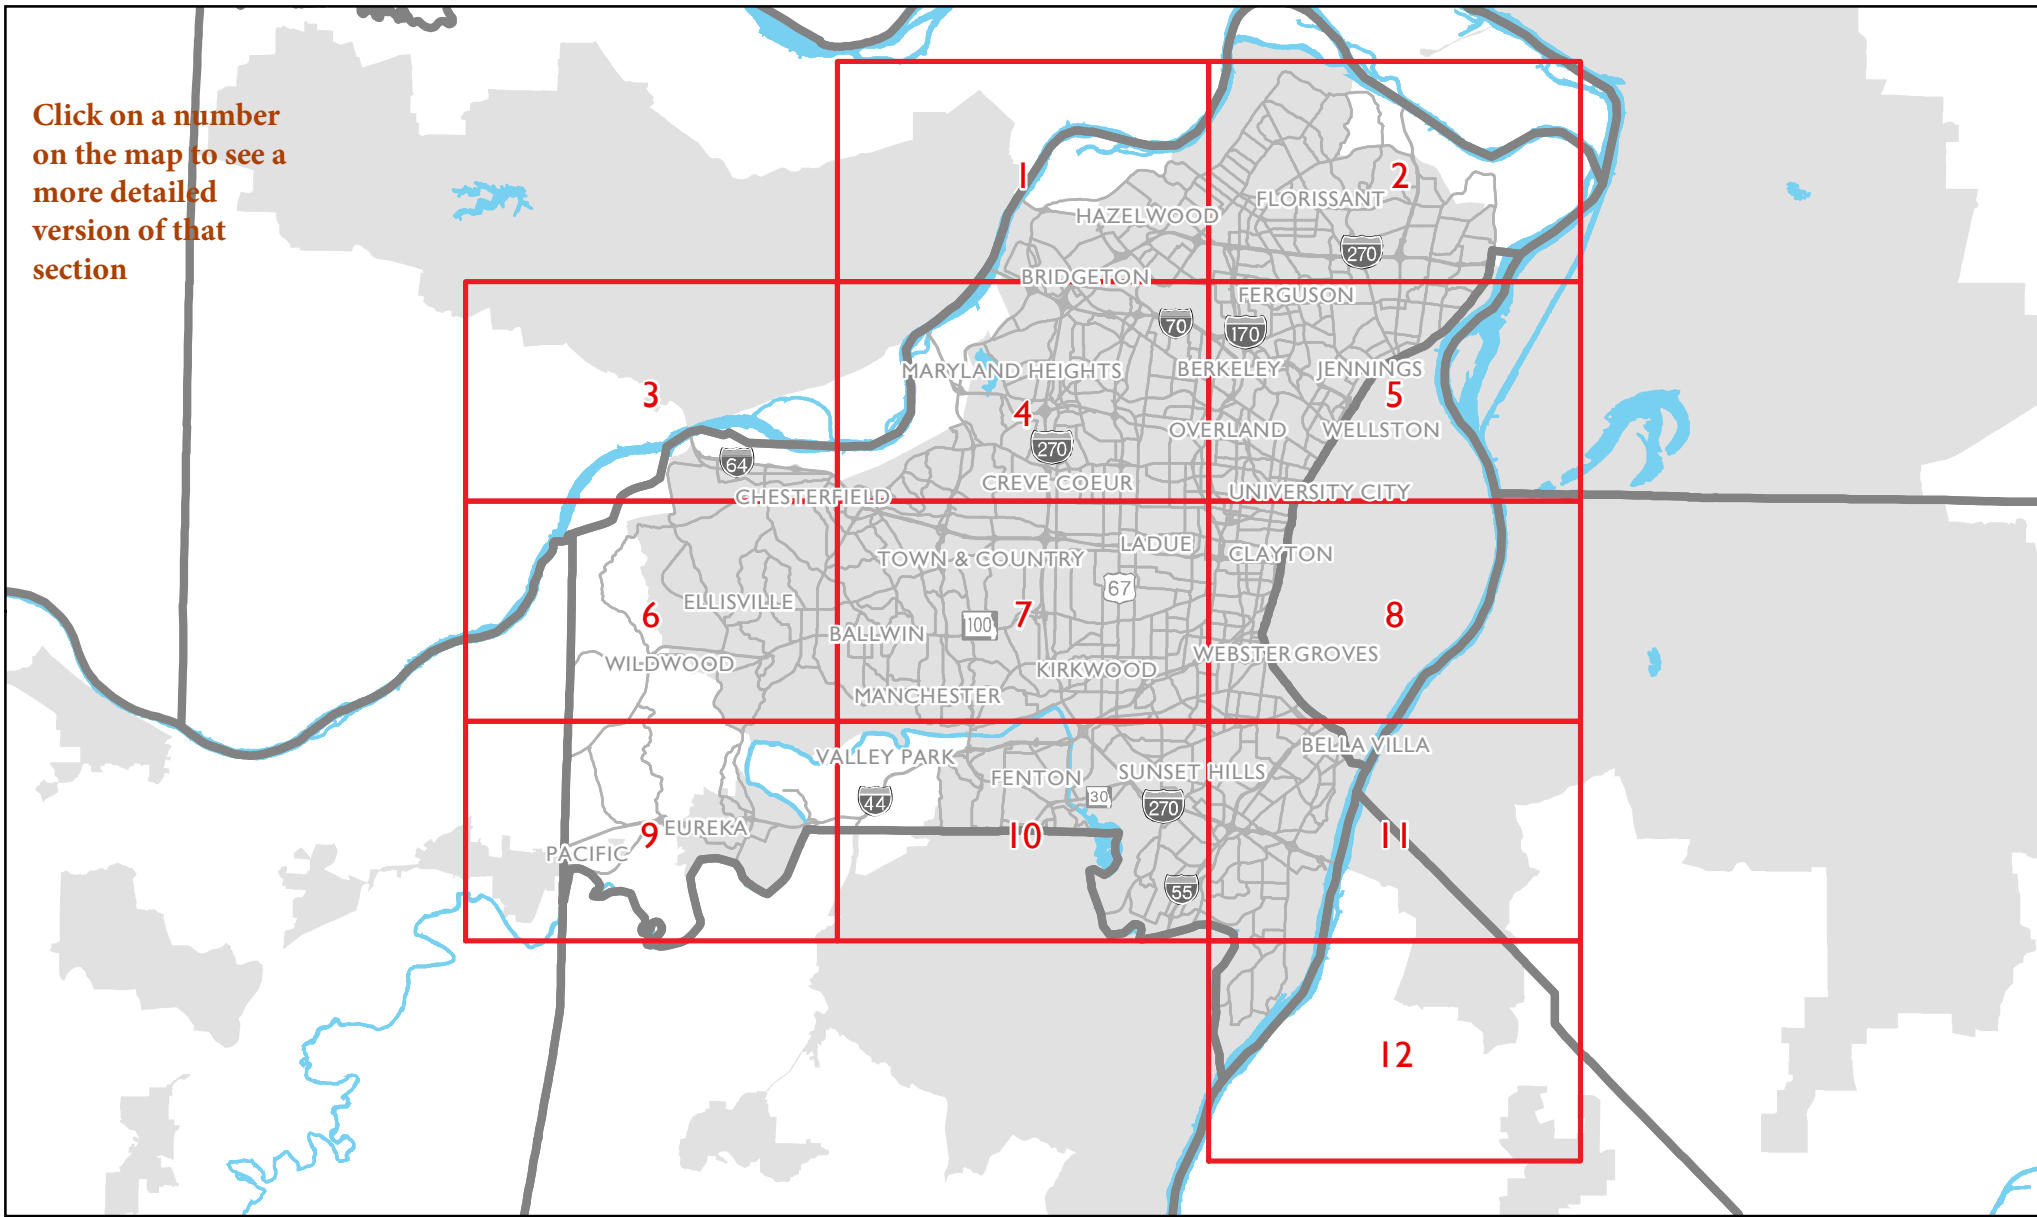 Click on a number
on the map to see a
more detailed
version of that
section
1
2
HAZELWOOD
FLORISSANT
270
BRIDGETON
FERGUSON
70
170
MARYLAND HEIGHTS
BERKELEY
JENNINGS
3
4
5
OVERLAND
WELLSTON
270
64
CREVE COEUR
CHESTERFIELD
UNIVERSITY CITY
LADUE
TOWN & COUNTRY
CLAYTON
67
ELLISVILLE
6
100
7
8
BALLWIN
WILDWOOD
KIRKWOOD
WEBSTER GROVES
MANCHESTER
BELLA VILLA
VALLEY PARK
FENTON
SUNSET HILLS
44
30
270
EUREKA
9
10
11
PACIFIC
55
12